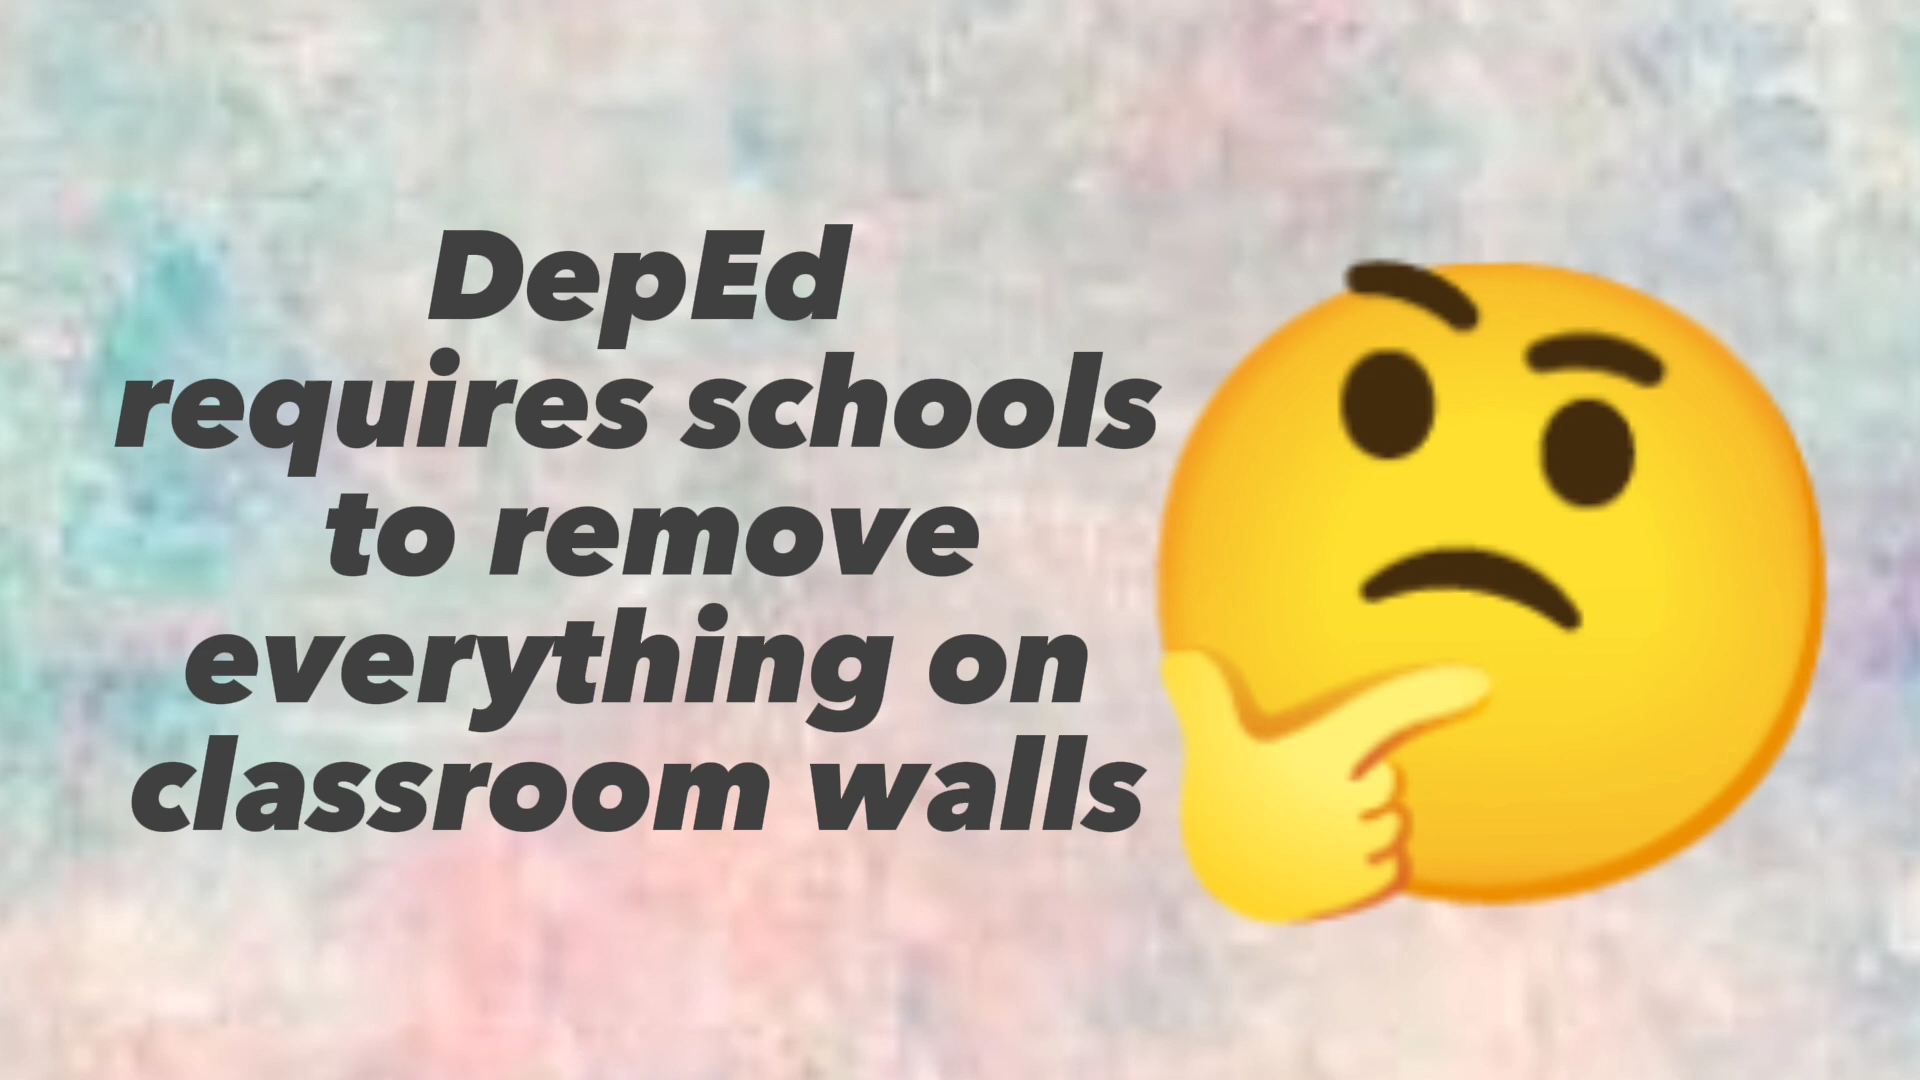 DepEd
requires schools
to remove
everything on
classroom walls